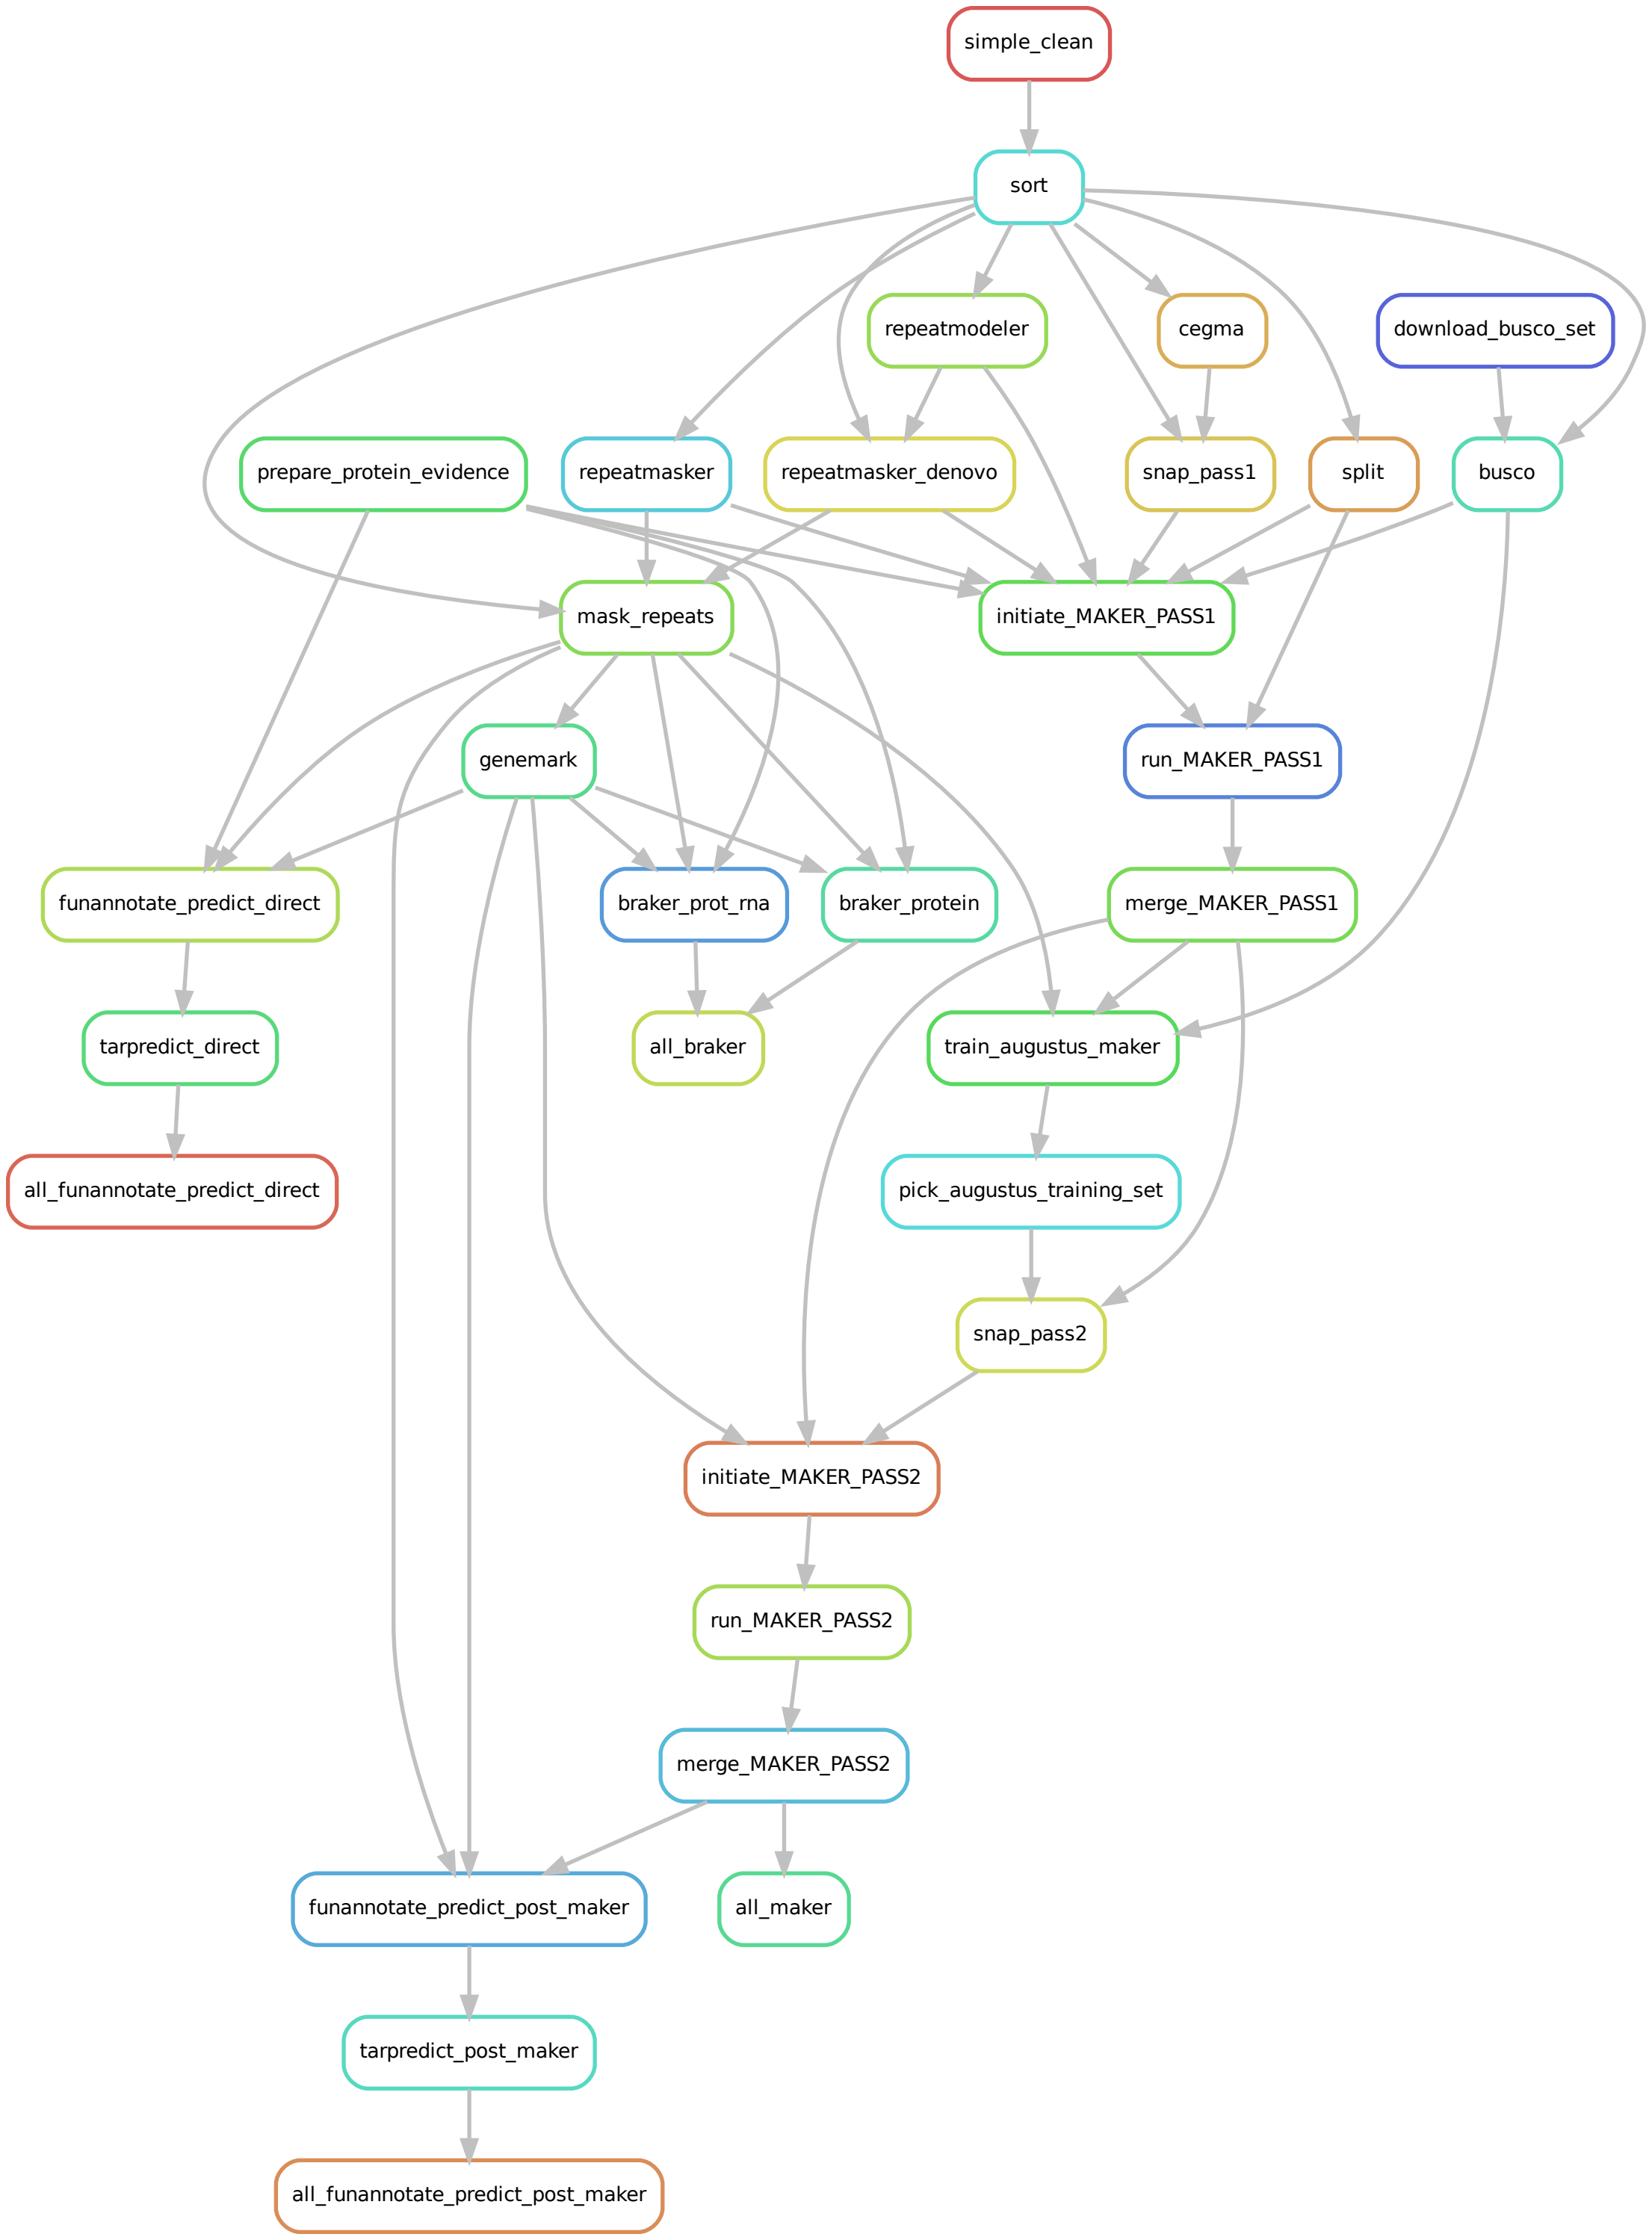 simple_clean
sort
repeatmodeler
cegma
download_busco_set
prepare_protein_evidence
repeatmasker
repeatmasker_denovo
snap_pass1
split
busco
mask_repeats
initiate_MAKER_PASS1
genemark
run_MAKER_PASS1
funannotate_predict_direct
braker_prot_rna
braker_protein
merge_MAKER_PASS1
tarpredict_direct
all_braker
train_augustus_maker
all_funannotate_predict_direct
pick_augustus_training_set
snap_pass2
initiate_MAKER_PASS2
run_MAKER_PASS2
merge_MAKER_PASS2
funannotate_predict_post_maker
all_maker
tarpredict_post_maker
all_funannotate_predict_post_maker